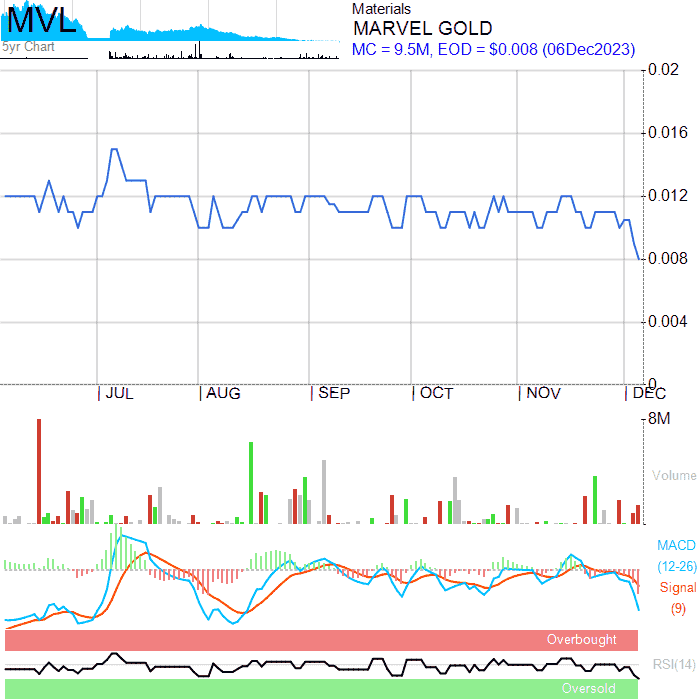 MVL
5yr Chart
Materials
MARVEL GOLD
MC = 9.5M, EOD = $0.008 (06Dec2023)
0.02
0.016
0.012
0.008
0.004
0
JUL AUG SEP OCT NOV DEC
8M
Volume
MACD
(12-26)
Signal
(9)
Overbought
RSI(14)
Oversold